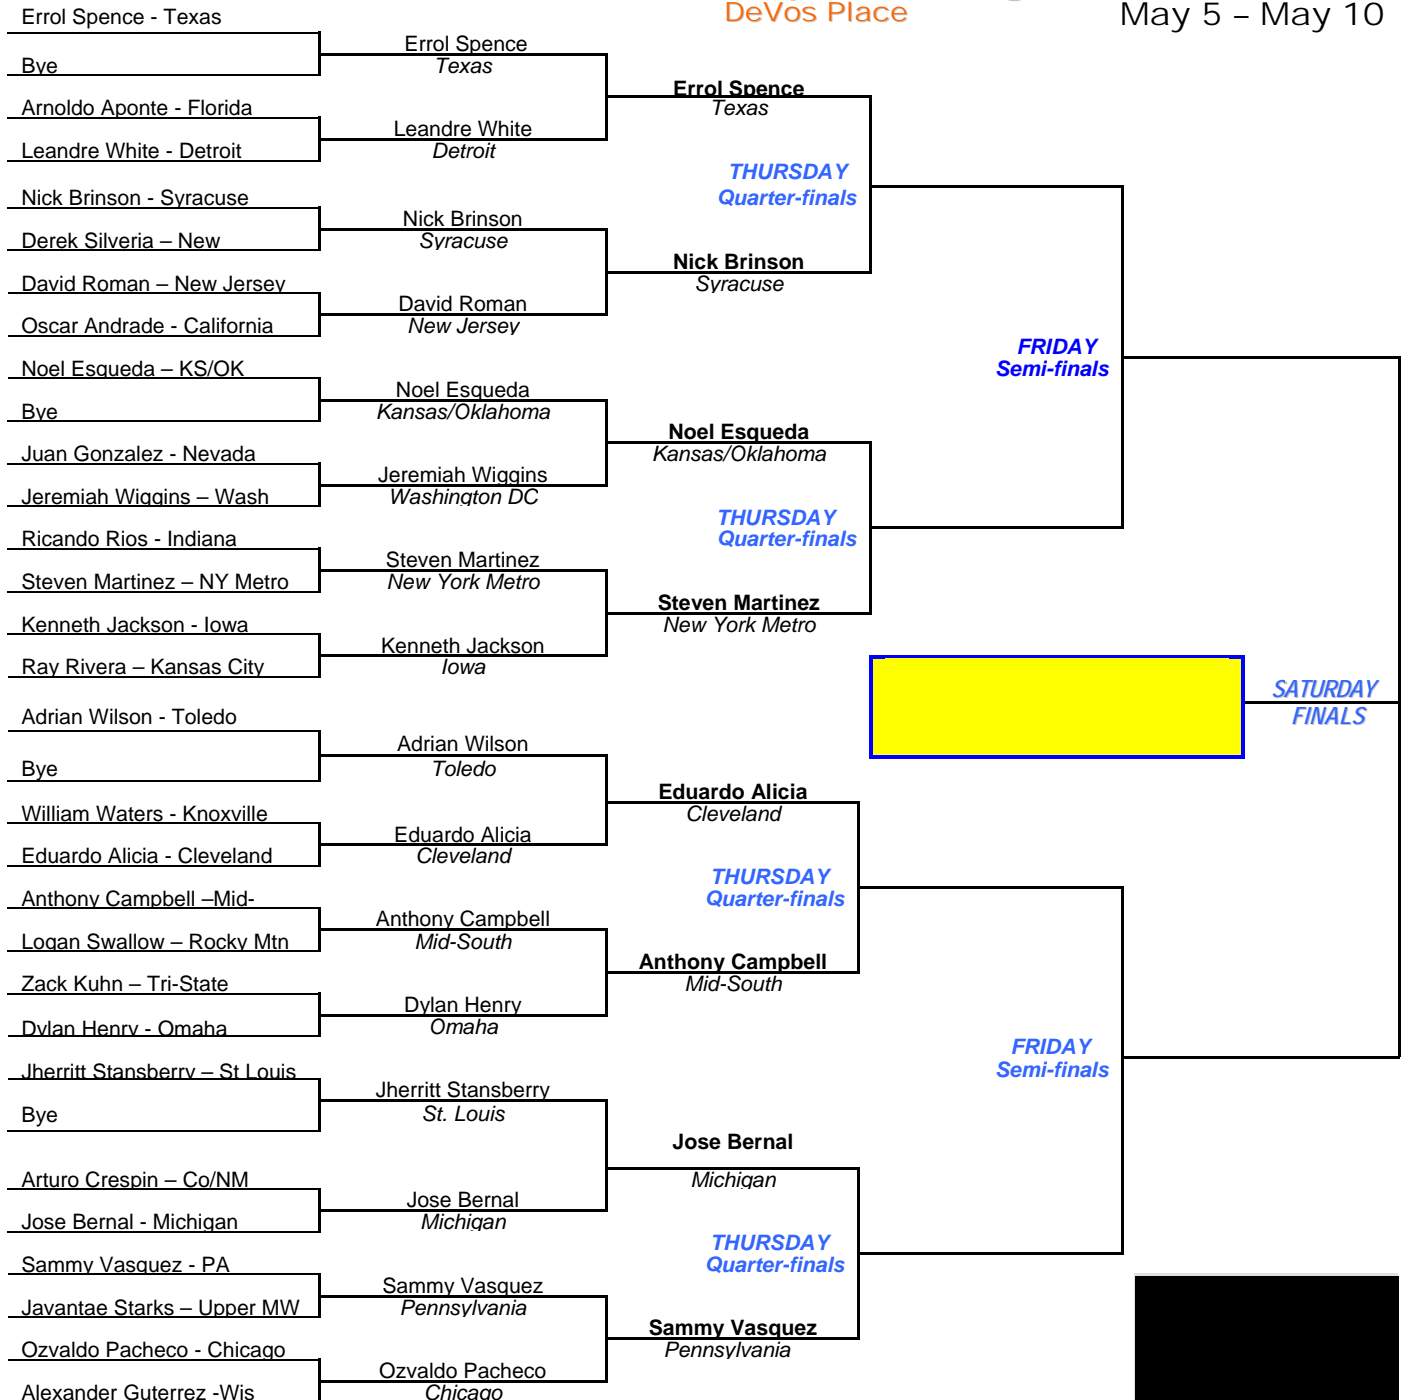 DeVos Place
May 5 – May 10
Errol Spence - Texas
Bye
Arnoldo Aponte - Florida
Leandre White - Detroit
Nick Brinson - Syracuse
Derek Silveria – New
David Roman – New Jersey
Oscar Andrade - California
Noel Esqueda – KS/OK
Bye
Juan Gonzalez - Nevada
Jeremiah Wiggins – Wash
Ricando Rios - Indiana
Steven Martinez – NY Metro
Kenneth Jackson - Iowa
Ray Rivera – Kansas City
Adrian Wilson - Toledo
Bye
William Waters - Knoxville
Eduardo Alicia - Cleveland
Anthony Campbell –Mid-
Logan Swallow – Rocky Mtn
Zack Kuhn – Tri-State
Dylan Henry - Omaha
Jherritt Stansberry – St Louis
Bye
Arturo Crespin – Co/NM
Jose Bernal - Michigan
Sammy Vasquez - PA
Javantae Starks – Upper MW
Ozvaldo Pacheco - Chicago
Alexander Guterrez -Wis
Errol Spence
Texas
Leandre White
Detroit
Nick Brinson
Syracuse
David Roman
New Jersey
Noel Esqueda
Kansas/Oklahoma
Jeremiah Wiggins
Washington DC
Steven Martinez
New York Metro
Kenneth Jackson
Iowa
Adrian Wilson
Toledo
Eduardo Alicia
Cleveland
Anthony Campbell
Mid-South
Dylan Henry
Omaha
Jherritt Stansberry
St. Louis
Jose Bernal
Michigan
Sammy Vasquez
Pennsylvania
Ozvaldo Pacheco
Chicago
Errol Spence
Texas
THURSDAY
Quarter-finals
Nick Brinson
Syracuse
Noel Esqueda
Kansas/Oklahoma
THURSDAY
Quarter-finals
Steven Martinez
New York Metro
Eduardo Alicia
Cleveland
THURSDAY
Quarter-finals
Anthony Campbell
Mid-South
Jose Bernal
Michigan
THURSDAY
Quarter-finals
Sammy Vasquez
Pennsylvania
FRIDAY
Semi-finals
FRIDAY
Semi-finals
SATURDAY
FINALS